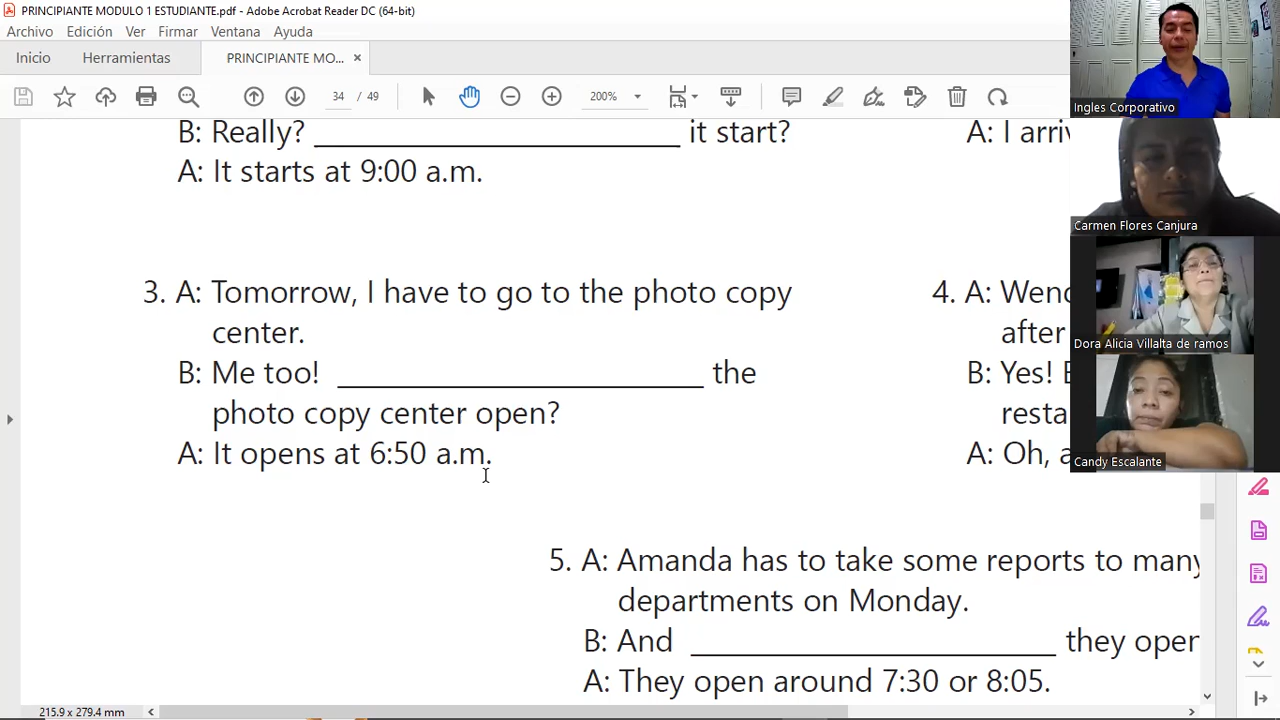 PRINCIPIANTE MODULO 1 ESTUDIANTE.pdf - Adobe Acrobat Reader DC (64-bit)
Archivo Edición Ver Firmar Ventana Ayuda
Inicio Herramientas PRINCIPIANTE MO... ×
34 / 49 200%
B: Really? ____________________ it start?
A: It starts at 9:00 a.m.
3. A: Tomorrow, I have to go to the photo copy
center.
B: Me too! ____________________ the
photo copy center open?
A: It opens at 6:50 a.m.
A: I arriv
4. A: Wend
after
B: Yes! B
resta
A: Oh, a
5. A: Amanda has to take some reports to many
departments on Monday.
B: And ____________________ they open
A: They open around 7:30 or 8:05.
215.9 x 279.4 mm
Ingles Corporativo
Carmen Flores Canjura
Dora Alicia Villalta de ramos
Candy Escalante